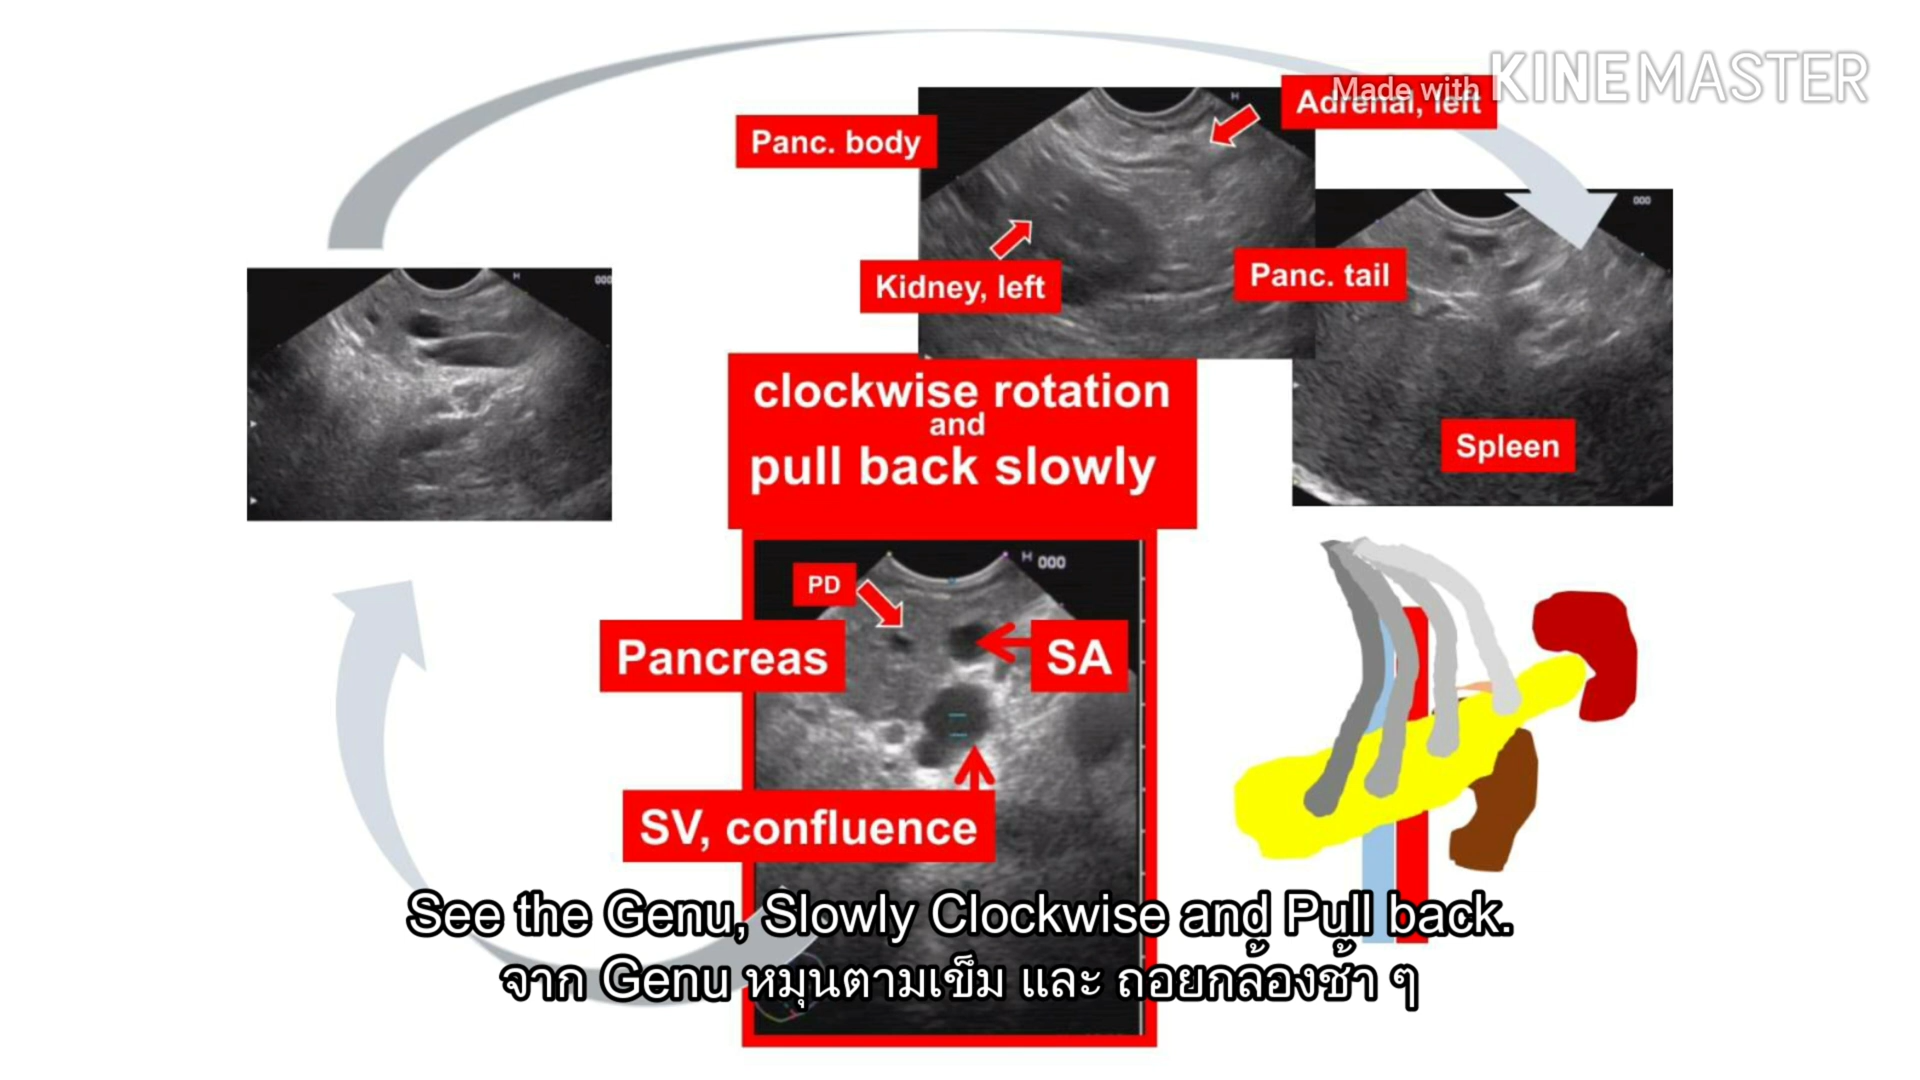 Made with KINEMASTER
Adrenal, left
Panc. body
H
000
Kidney, left
Panc. tail
H
000
Spleen
clockwise rotation
and
pull back slowly
H 000
PD
Pancreas
SA
SV, confluence
See the Genu, Slowly Clockwise and Pull back.
จาก Genu หมุนตามเข็ม และ ถอยกล้องช้า ๆ